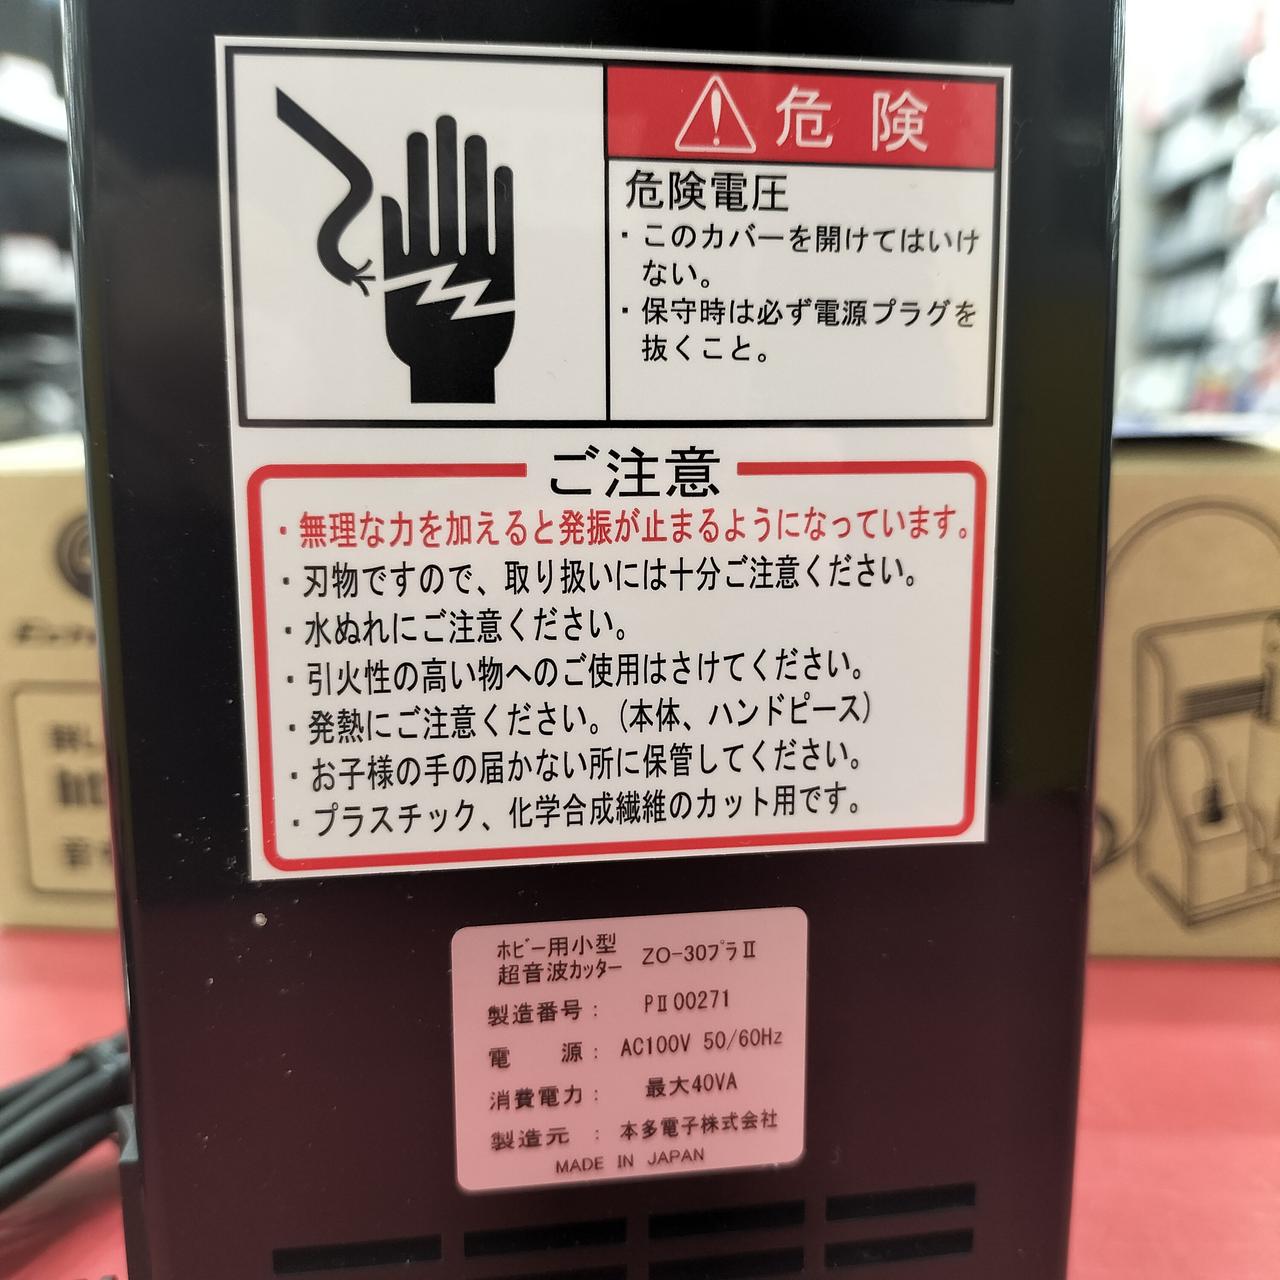 危険
危険電圧
・このカバーを開けてはいけ
ない。
・保守時は必ず電源プラグを
抜くこと。
ご注意
・無理な力を加えると発振が止まるようになっています。
・刃物ですので、取り扱いには十分ご注意ください。
・水ぬれにご注意ください。
・引火性の高い物へのご使用はさけてください。
・発熱にご注意ください。(本体、ハンドピース)
・お子様の手の届かない所に保管してください。
・プラスチック、化学合成繊維のカット用です。
ホビー用小型
超音波カッター ZO-30プラⅡ
製造番号: PⅡ00271
電 源: AC100V 50/60Hz
消費電力: 最大40VA
製造元 : 本多電子株式会社
MADE IN JAPAN